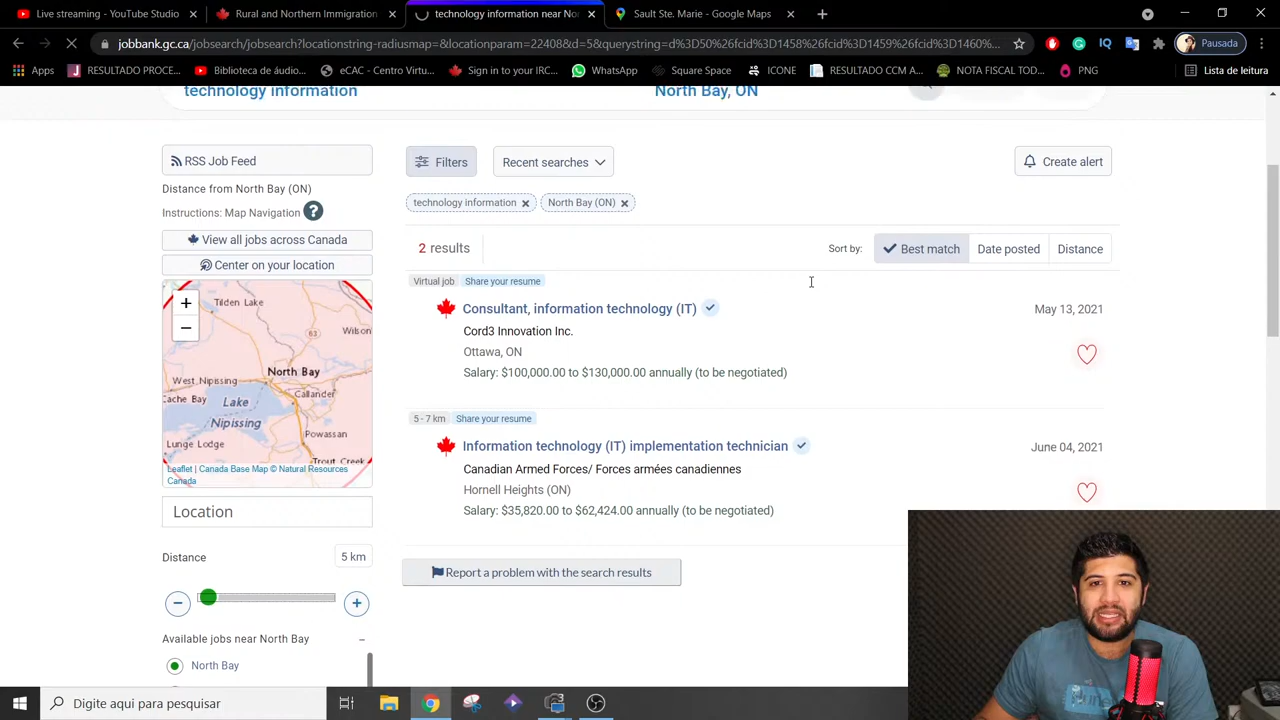 Live streaming - YouTube Studio
Rural and Northern Immigration
technology information near Nor
Sault Ste. Marie - Google Maps
jobbank.gc.ca/jobsearch/jobsearch?locationstring-radiusmap=&locationparam=22408&d=5&querystring=d%3D50%26fcid%3D1458%26fcid%3D1459%26fcid%3D1460%...
Pausada
Apps
RESULTADO PROCE...
Biblioteca de áudio...
eCAC - Centro Virtu...
Sign in to your IRC...
WhatsApp
Square Space
ICONE
RESULTADO CCM A...
NOTA FISCAL TOD...
PNG
Lista de leitura
technology information
North Bay, ON
RSS Job Feed
Filters
Recent searches
Create alert
Distance from North Bay (ON)
Instructions: Map Navigation ?
technology information ×
North Bay (ON) ×
View all jobs across Canada
Center on your location
2 results
Sort by:
Best match
Date posted
Distance
Virtual job
Share your resume
Consultant, information technology (IT)
May 13, 2021
Cord3 Innovation Inc.
Ottawa, ON
Salary: $100,000.00 to $130,000.00 annually (to be negotiated)
+
−
Tilden Lake
63
Wilson
North Bay
West Nipissing
Callander
Cache Bay
Lake
Nipissing
Powassan
Lunge Lodge
Trout Creek
Leaflet | Canada Base Map © Natural Resources
Canada
5 - 7 km
Share your resume
Information technology (IT) implementation technician
June 04, 2021
Canadian Armed Forces/ Forces armées canadiennes
Hornell Heights (ON)
Salary: $35,820.00 to $62,424.00 annually (to be negotiated)
Location
Distance
5 km
−
+
Report a problem with the search results
Available jobs near North Bay
−
North Bay
Digite aqui para pesquisar